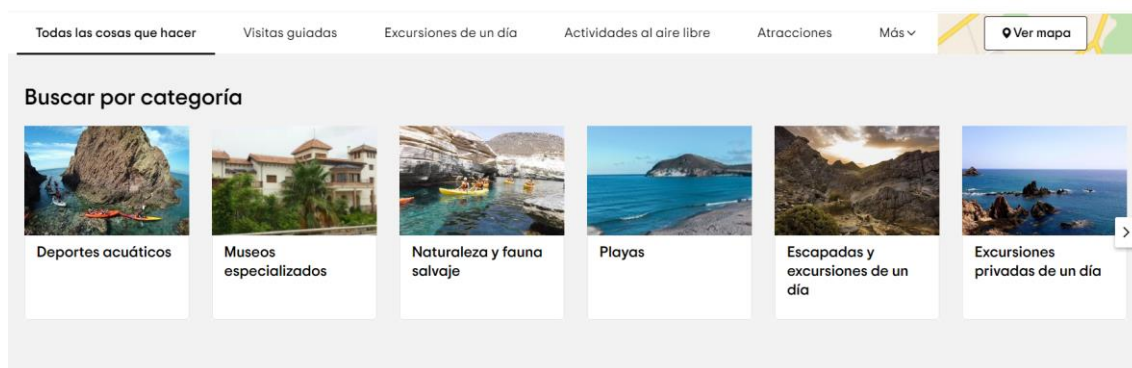 Todas las cosas que hacer
Visitas guiadas
Excursiones de un día
Actividades al aire libre
Atracciones
Más
Ver mapa
Buscar por categoría
Deportes acuáticos
Museos
especializados
Naturaleza y fauna
salvaje
Playas
Escapadas y
excursiones de un
día
Excursiones
privadas de un día